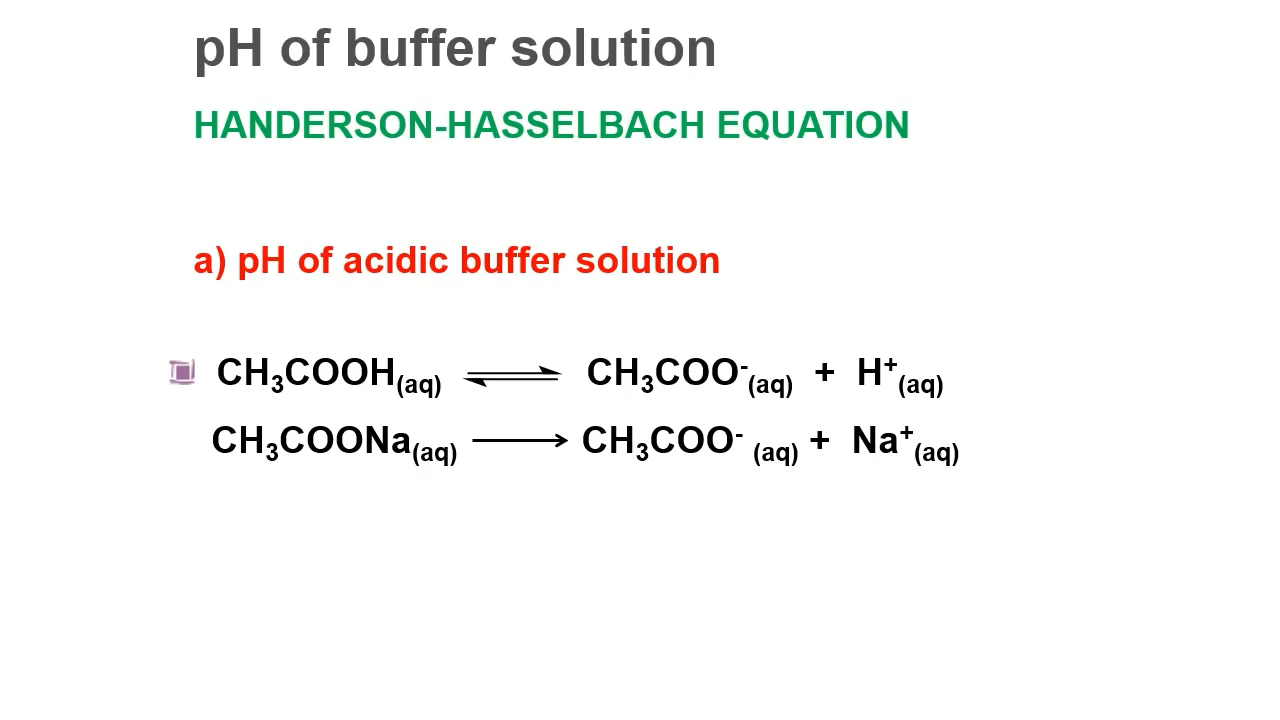 pH of buffer solution
HANDERSON-HASSELBACH EQUATION
a) pH of acidic buffer solution
CH₃COOH(aq) ⇌ CH₃COO⁻(aq) + H⁺(aq)
CH₃COONa(aq) ⟶ CH₃COO⁻ (aq) + Na⁺(aq)